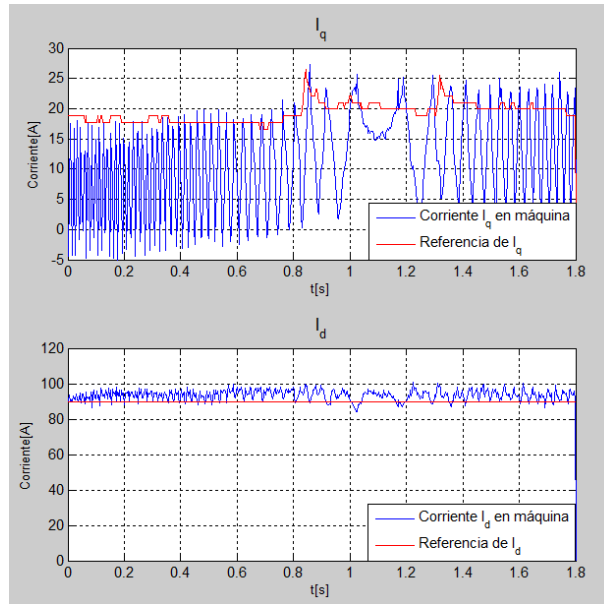 I_q
30
25
20
15
10
5
0
-5
Corriente[A]
Corriente I_q en máquina
Referencia de I_q
0 0.2 0.4 0.6 0.8 1 1.2 1.4 1.6 1.8
t[s]
I_d
120
100
80
60
40
20
0
Corriente[A]
Corriente I_d en máquina
Referencia de I_d
0 0.2 0.4 0.6 0.8 1 1.2 1.4 1.6 1.8
t[s]